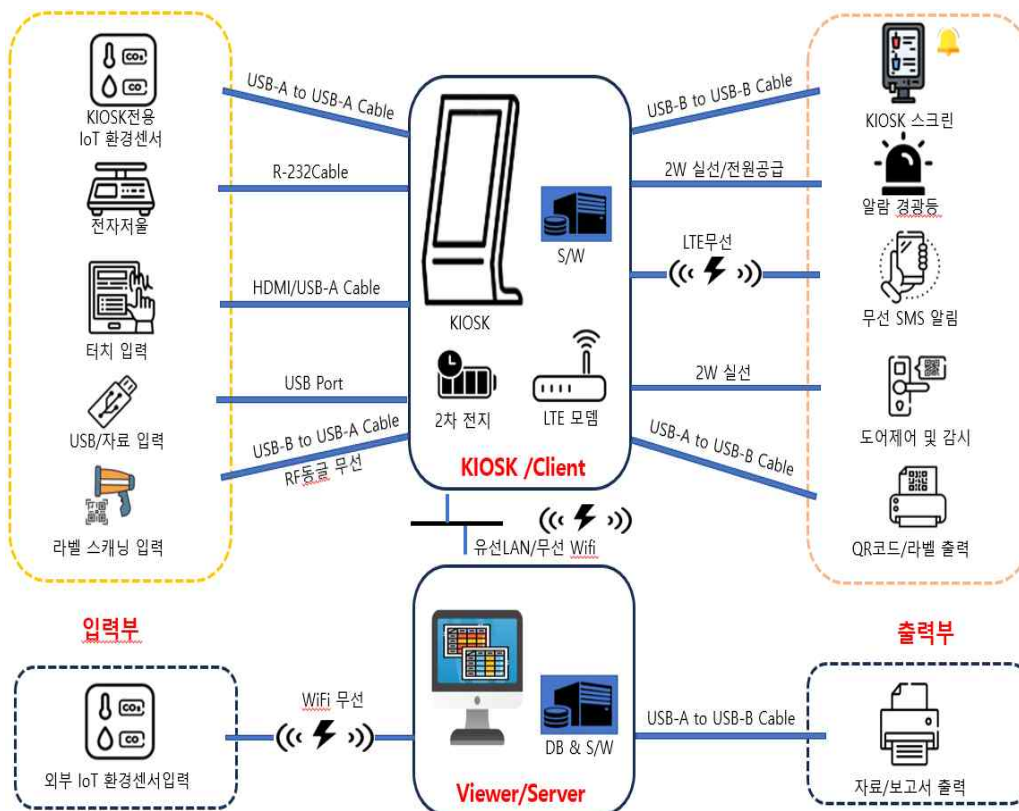 CO₂
CO
KIOSK전용
IoT 환경센서
전자저울
터치 입력
USB/자료 입력
라벨 스캐닝 입력
입력부
USB-A to USB-A Cable
R-232Cable
HDMI/USB-A Cable
USB Port
USB-B to USB-A Cable
RF동글 무선
KIOSK
S/W
2차 전지
LTE 모뎀
KIOSK /Client
유선LAN/무선 Wifi
USB-B to USB-B Cable
2W 실선/전원공급
LTE무선
2W 실선
USB-A to USB-B Cable
KIOSK 스크린
알람 경광등
무선 SMS 알림
도어제어 및 감시
QR코드/라벨 출력
출력부
CO₂
CO
외부 IoT 환경센서입력
WiFi 무선
DB & S/W
Viewer/Server
USB-A to USB-B Cable
자료/보고서 출력